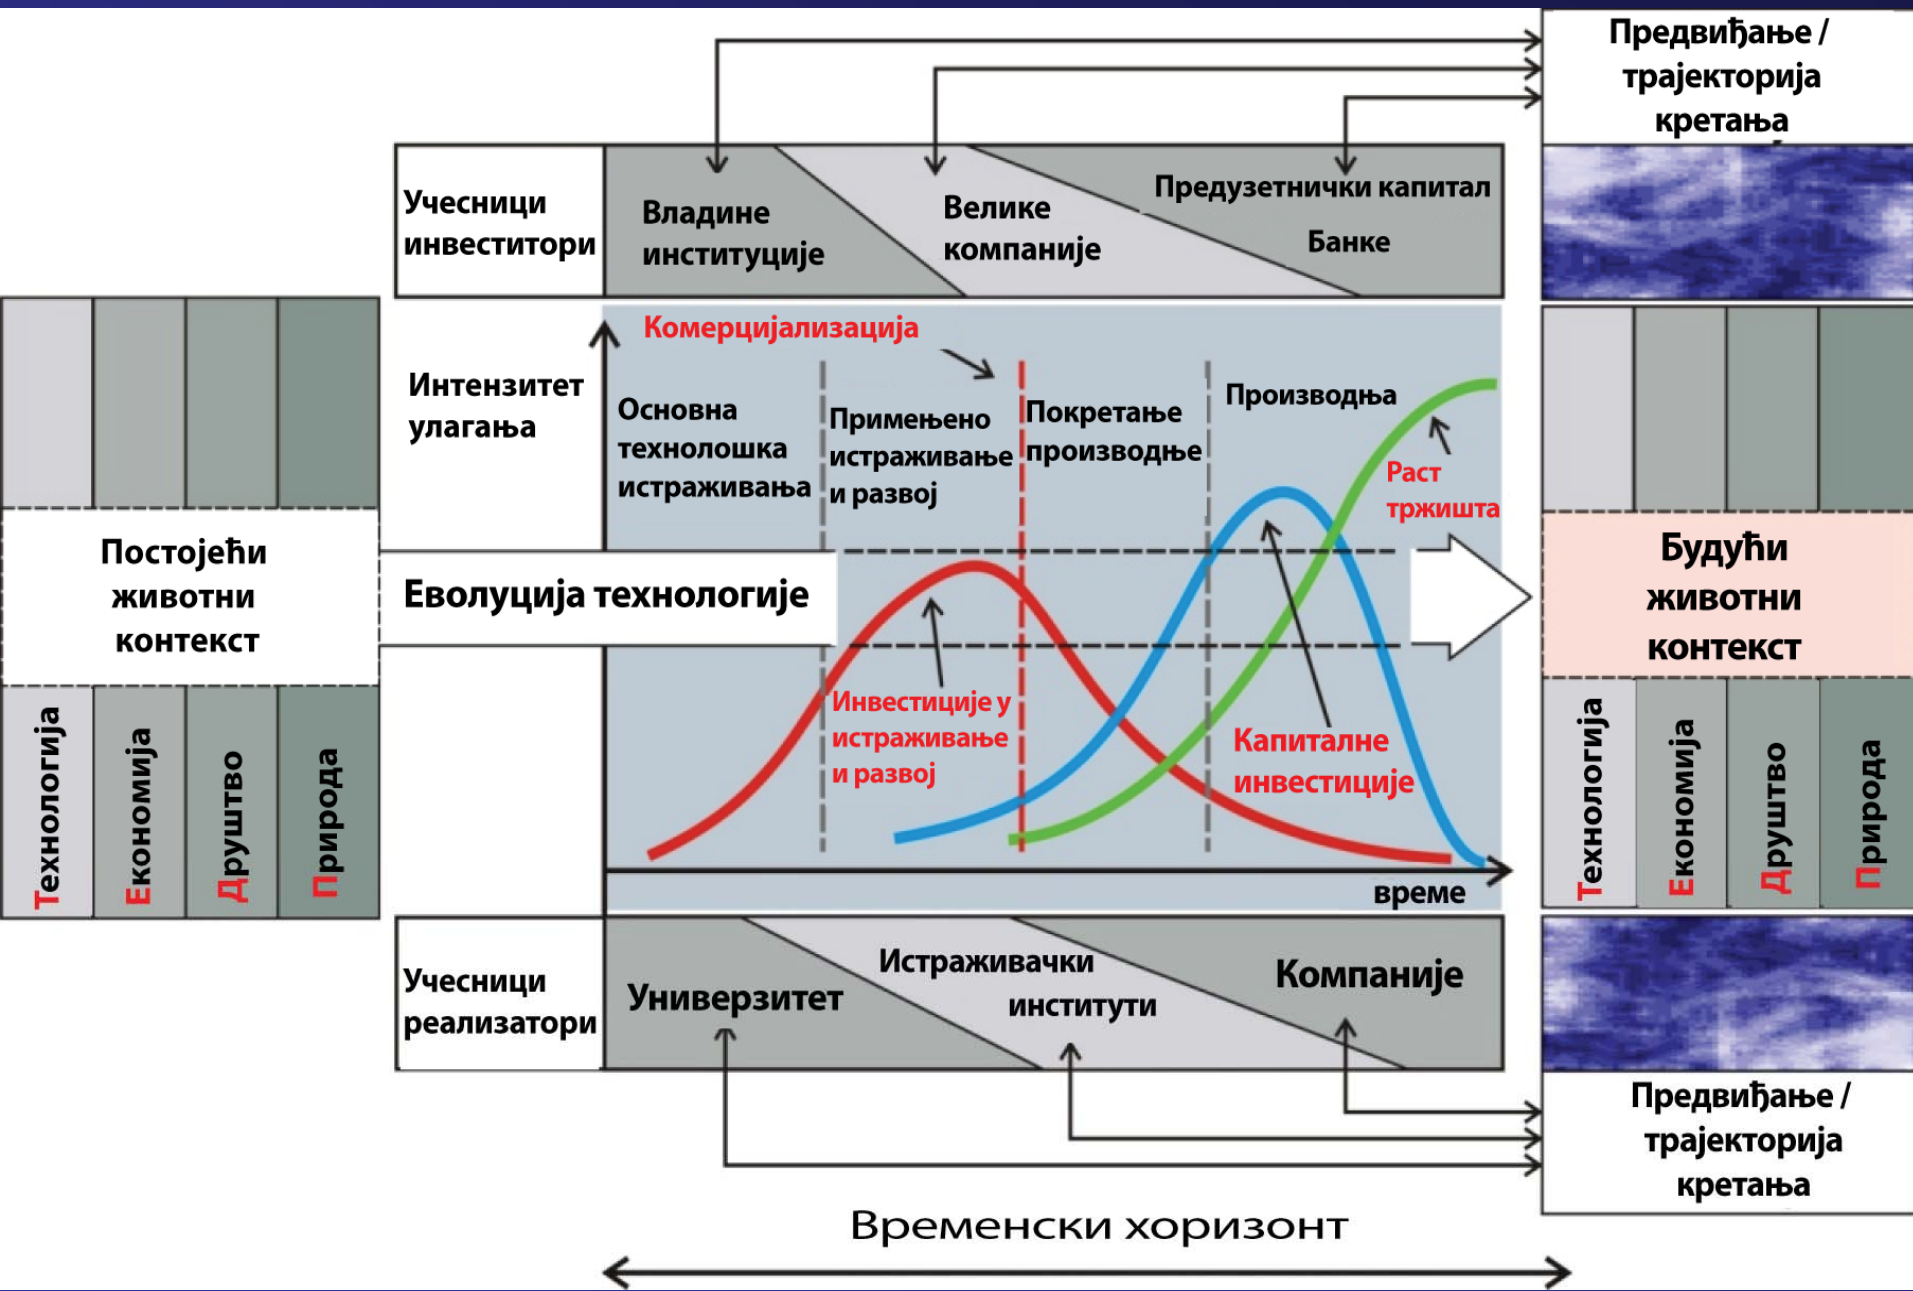 Предвиђање /
трајекторија
кретања
Учесници
инвеститори
Владине
институције
Велике
компаније
Предузетнички капитал
Банке
Комерцијализација
Интензитет
улагања
Основна
технолошка
истраживања
Примењено
истраживање
и развој
Покретање
производње
Производња
Раст
тржишта
Постојећи
животни
контекст
Еволуција технологије
Будући
животни
контекст
Инвестиције у
истраживање
и развој
Капиталне
инвестиције
Технологија
Економија
Друштво
Природа
Технологија
Економија
Друштво
Природа
време
Учесници
реализатори
Универзитет
Истраживачки
институти
Компаније
Предвиђање /
трајекторија
кретања
Временски хоризонт